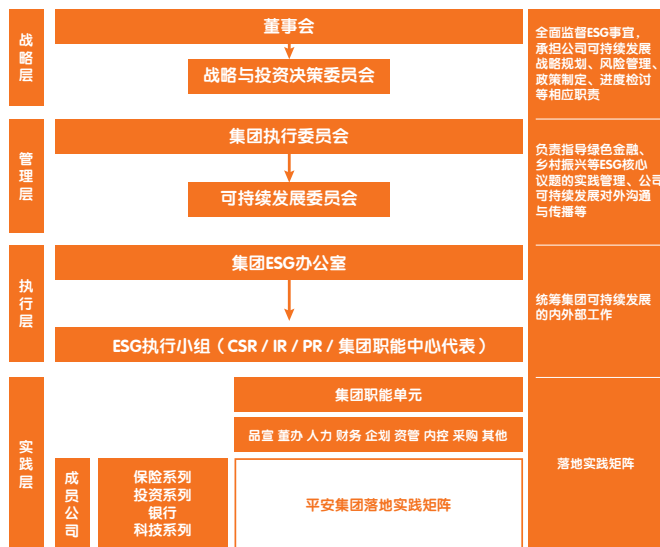 战略层
董事会
战略与投资决策委员会
全面监督ESG事宜，
承担公司可持续发展
战略规划、风险管理、
政策制定、进度检讨
等相应职责
管理层
集团执行委员会
可持续发展委员会
负责指导绿色金融、
乡村振兴等ESG核心
议题的实践管理、公司
可持续发展对外沟通
与传播等
执行层
集团ESG办公室
ESG执行小组（CSR / IR / PR / 集团职能中心代表）
统筹集团可持续发展
的内外部工作
实践层
集团职能单元
品宣 董办 人力 财务 企划 资管 内控 采购 其他
成员公司
保险系列
投资系列
银行
科技系列
平安集团落地实践矩阵
落地实践矩阵